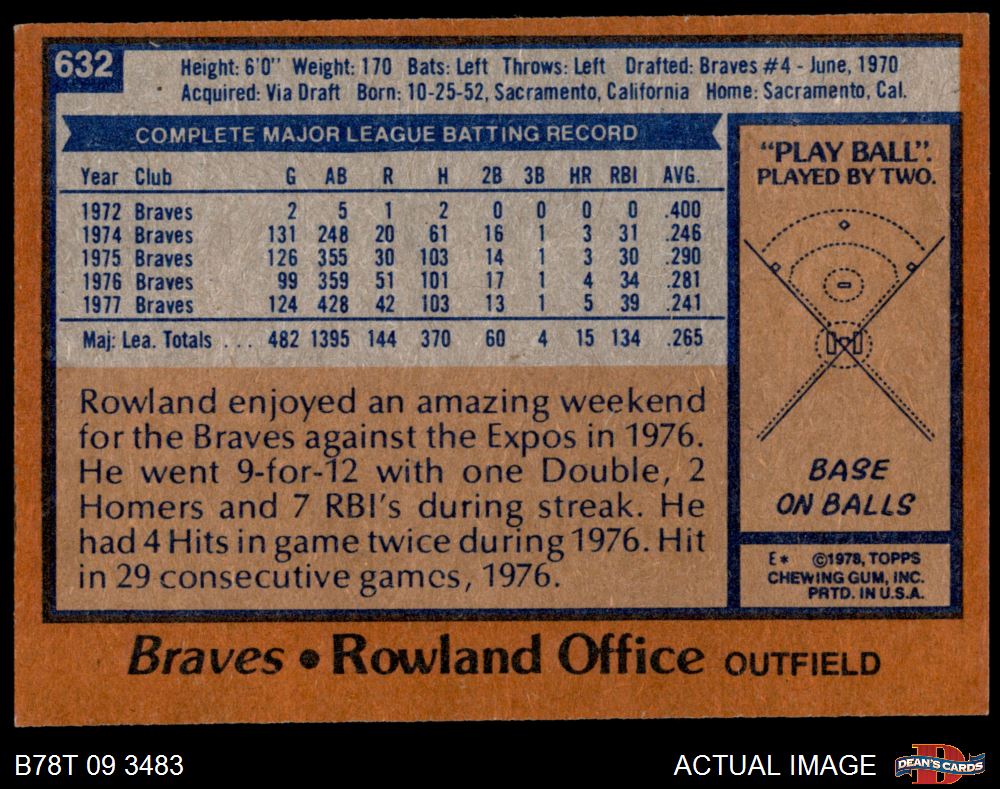 632
Height: 6'0" Weight: 170 Bats: Left Throws: Left Drafted: Braves #4 - June, 1970
Acquired: Via Draft Born: 10-25-52, Sacramento, California Home: Sacramento, Cal.
COMPLETE MAJOR LEAGUE BATTING RECORD
Year Club G AB R H 2B 3B HR RBI AVG.
1972 Braves 2 5 1 2 0 0 0 0 .400
1974 Braves 131 248 20 61 16 1 3 31 .246
1975 Braves 126 355 30 103 14 1 3 30 .290
1976 Braves 99 359 51 101 17 1 4 34 .281
1977 Braves 124 428 42 103 13 1 5 39 .241
Maj: Lea. Totals . . . 482 1395 144 370 60 4 15 134 .265
Rowland enjoyed an amazing weekend
for the Braves against the Expos in 1976.
He went 9-for-12 with one Double, 2
Homers and 7 RBI's during streak. He
had 4 Hits in game twice during 1976. Hit
in 29 consecutive games, 1976.
"PLAY BALL".
PLAYED BY TWO.
BASE
ON BALLS
E* ©1978, TOPPS
CHEWING GUM, INC.
PRTD. IN U.S.A.
Braves • Rowland Office OUTFIELD
B78T 09 3483
ACTUAL IMAGE
DEAN'S CARDS